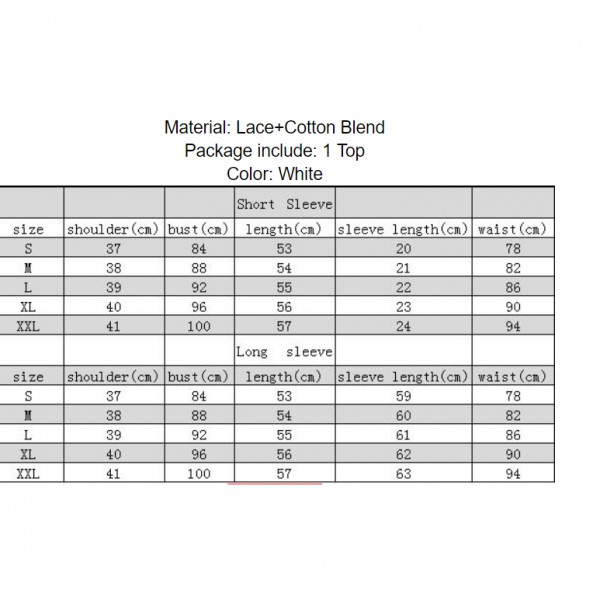 Material: Lace+Cotton Blend
Package include: 1 Top
Color: White
Short Sleeve
size shoulder(cm) bust(cm) length(cm) sleeve length(cm) waist(cm)
S 37 84 53 20 78
M 38 88 54 21 82
L 39 92 55 22 86
XL 40 96 56 23 90
XXL 41 100 57 24 94
Long sleeve
size shoulder(cm) bust(cm) length(cm) sleeve length(cm) waist(cm)
S 37 84 53 59 78
M 38 88 54 60 82
L 39 92 55 61 86
XL 40 96 56 62 90
XXL 41 100 57 63 94